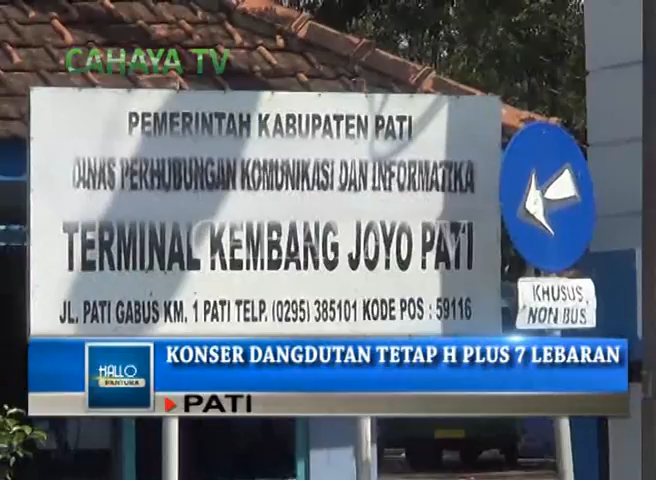 CAHAYA TV
PEMERINTAH KABUPATEN PATI
DINAS PERHUBUNGAN KOMUNIKASI DAN INFORMATIKA
TERMINAL KEMBANG JOYO PATI
JL. PATI GABUS KM. 1 PATI TELP. (0295) 385101 KODE POS : 59116
KHUSUS
NON BUS
KONSER DANGDUTAN TETAP H PLUS 7 LEBARAN
HALLO
PANTURA
PATI